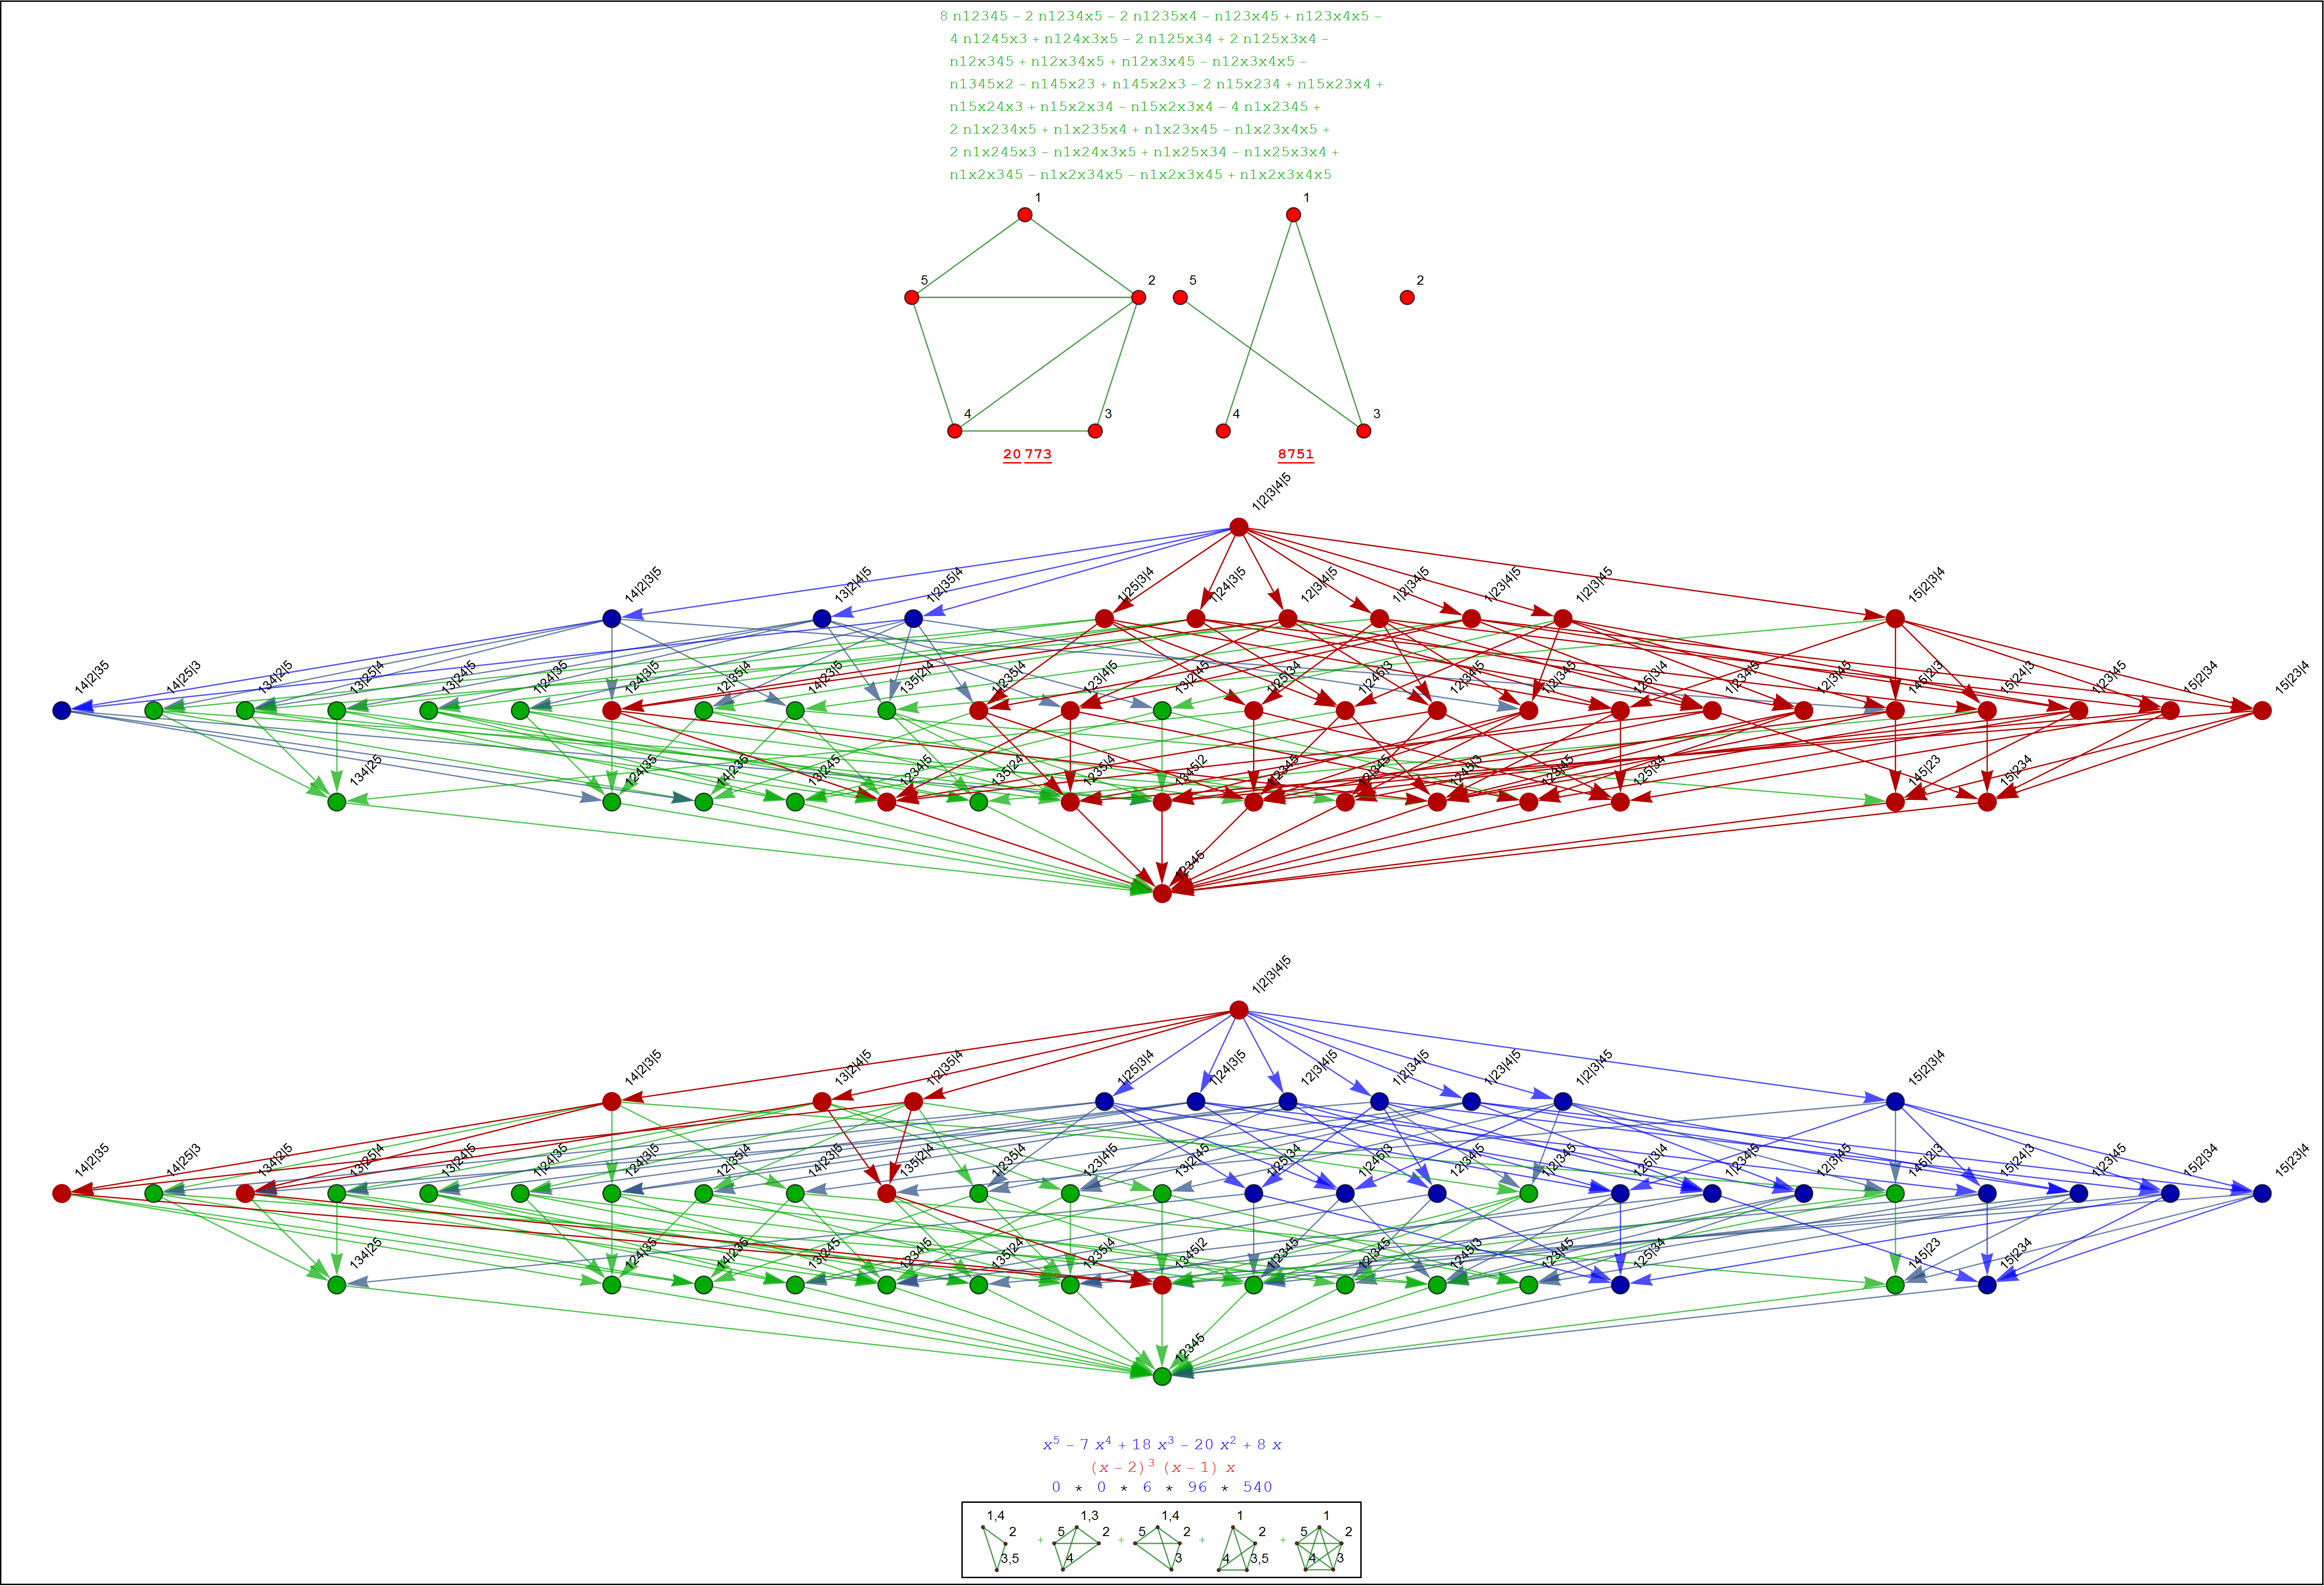 8 n12345 – 2 n1234x5 – 2 n1235x4 – n123x45 + n123x4x5 –
4 n1245x3 + n124x3x5 – 2 n125x34 + 2 n125x3x4 –
n12x345 + n12x34x5 + n12x3x45 – n12x3x4x5 –
n1345x2 – n145x23 + n145x2x3 – 2 n15x234 + n15x23x4 +
n15x24x3 + n15x2x34 – n15x2x3x4 – 4 n1x2345 +
2 n1x234x5 + n1x235x4 + n1x23x45 – n1x23x4x5 +
2 n1x245x3 – n1x24x3x5 + n1x25x34 – n1x25x3x4 +
n1x2x345 – n1x2x34x5 – n1x2x3x45 + n1x2x3x4x5
1 1
5 2 5 2
4 3 4 3
20 773 8751
1|2|3|4|5
14|2|3|5 13|2|4|5 1|2|35|4 1|25|3|4 1|24|3|5 12|3|4|5 1|2|34|5 1|23|4|5 1|2|3|45 15|2|3|4
14|2|35 14|25|3 134|2|5 13|25|4 13|24|5 1|24|35 124|3|5 12|35|4 14|23|5 135|2|4 1|235|4 123|4|5 13|2|45 1|25|34 1|245|3 12|34|5 1|2|345 125|3|4 1|234|5 12|3|45 145|2|3 15|24|3 1|23|45 15|2|34 15|23|4
134|25 124|35 14|235 13|245 1234|5 135|24 1235|4 1345|2 1|2345 12|345 1245|3 123|45 125|34 145|23 15|234
12345
1|2|3|4|5
14|2|3|5 13|2|4|5 1|2|35|4 1|25|3|4 1|24|3|5 12|3|4|5 1|2|34|5 1|23|4|5 1|2|3|45 15|2|3|4
14|2|35 14|25|3 134|2|5 13|25|4 13|24|5 1|24|35 124|3|5 12|35|4 14|23|5 135|2|4 1|235|4 123|4|5 13|2|45 1|25|34 1|245|3 12|34|5 1|2|345 125|3|4 1|234|5 12|3|45 145|2|3 15|24|3 1|23|45 15|2|34 15|23|4
134|25 124|35 14|235 13|245 1234|5 135|24 1235|4 1345|2 1|2345 12|345 1245|3 123|45 125|34 145|23 15|234
12345
x⁵ – 7 x⁴ + 18 x³ – 20 x² + 8 x
(x – 2)³ (x – 1) x
0 * 0 * 6 * 96 * 540
1,4 1,3 1,4 1 1
2 5 2 5 2 2 5 2
+ + + +
3,5 4 3 4 3,5 4 3